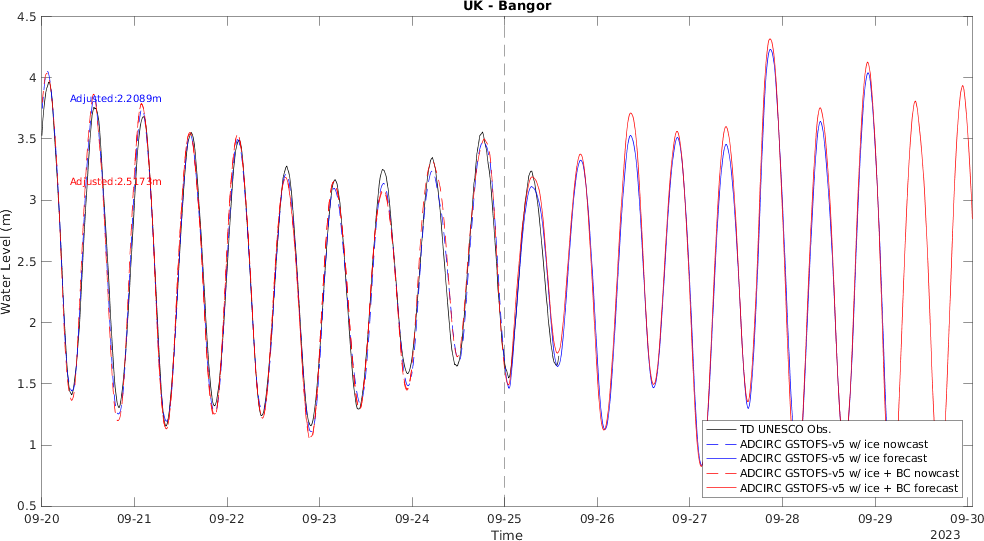 UK - Bangor
4.5
4
3.5
3
2.5
2
1.5
1
0.5
Water Level (m)
Adjusted:2.2089m
Adjusted:2.5173m
TD UNESCO Obs.
ADCIRC GSTOFS-v5 w/ ice nowcast
ADCIRC GSTOFS-v5 w/ ice forecast
ADCIRC GSTOFS-v5 w/ ice + BC nowcast
ADCIRC GSTOFS-v5 w/ ice + BC forecast
09-20 09-21 09-22 09-23 09-24 09-25 09-26 09-27 09-28 09-29 09-30
Time
2023